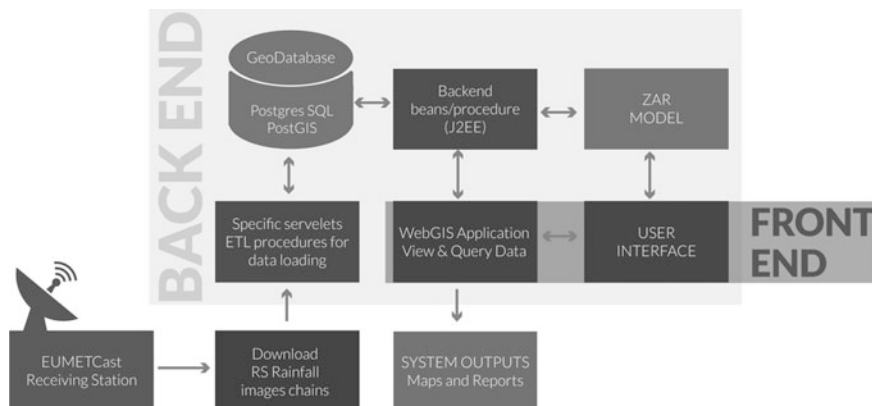 BACK END
GeoDatabase
Postgres SQL
PostGIS
Backend
beans/procedure
(J2EE)
ZAR
MODEL
Specific servelets
ETL procedures for
data loading
WebGIS Application
View & Query Data
USER
INTERFACE
FRONT
END
EUMETCast
Receiving Station
Download
RS Rainfall
images chains
SYSTEM OUTPUTS
Maps and Reports